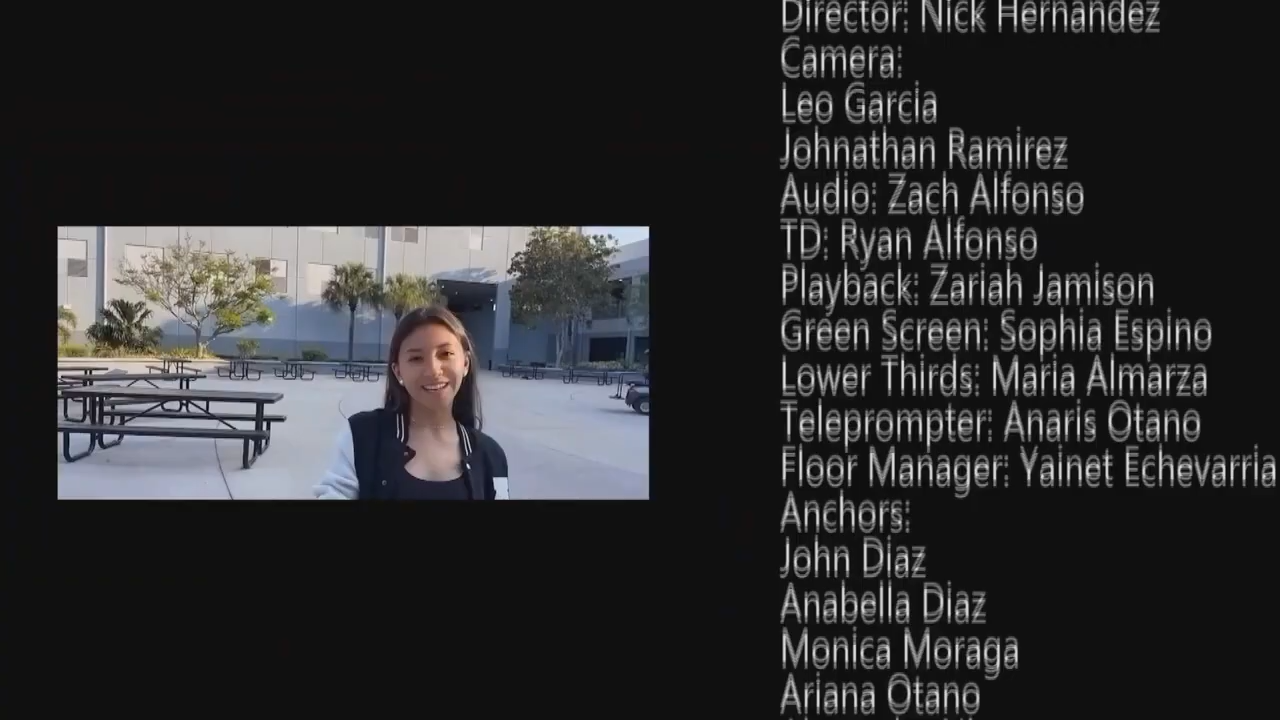 Director: Nick Hernandez
Camera:
Leo Garcia
Johnathan Ramirez
Audio: Zach Alfonso
TD: Ryan Alfonso
Playback: Zariah Jamison
Green Screen: Sophia Espino
Lower Thirds: Maria Almarza
Teleprompter: Anaris Otano
Floor Manager: Yainet Echevarria
Anchors:
John Diaz
Anabella Diaz
Monica Moraga
Ariana Otano